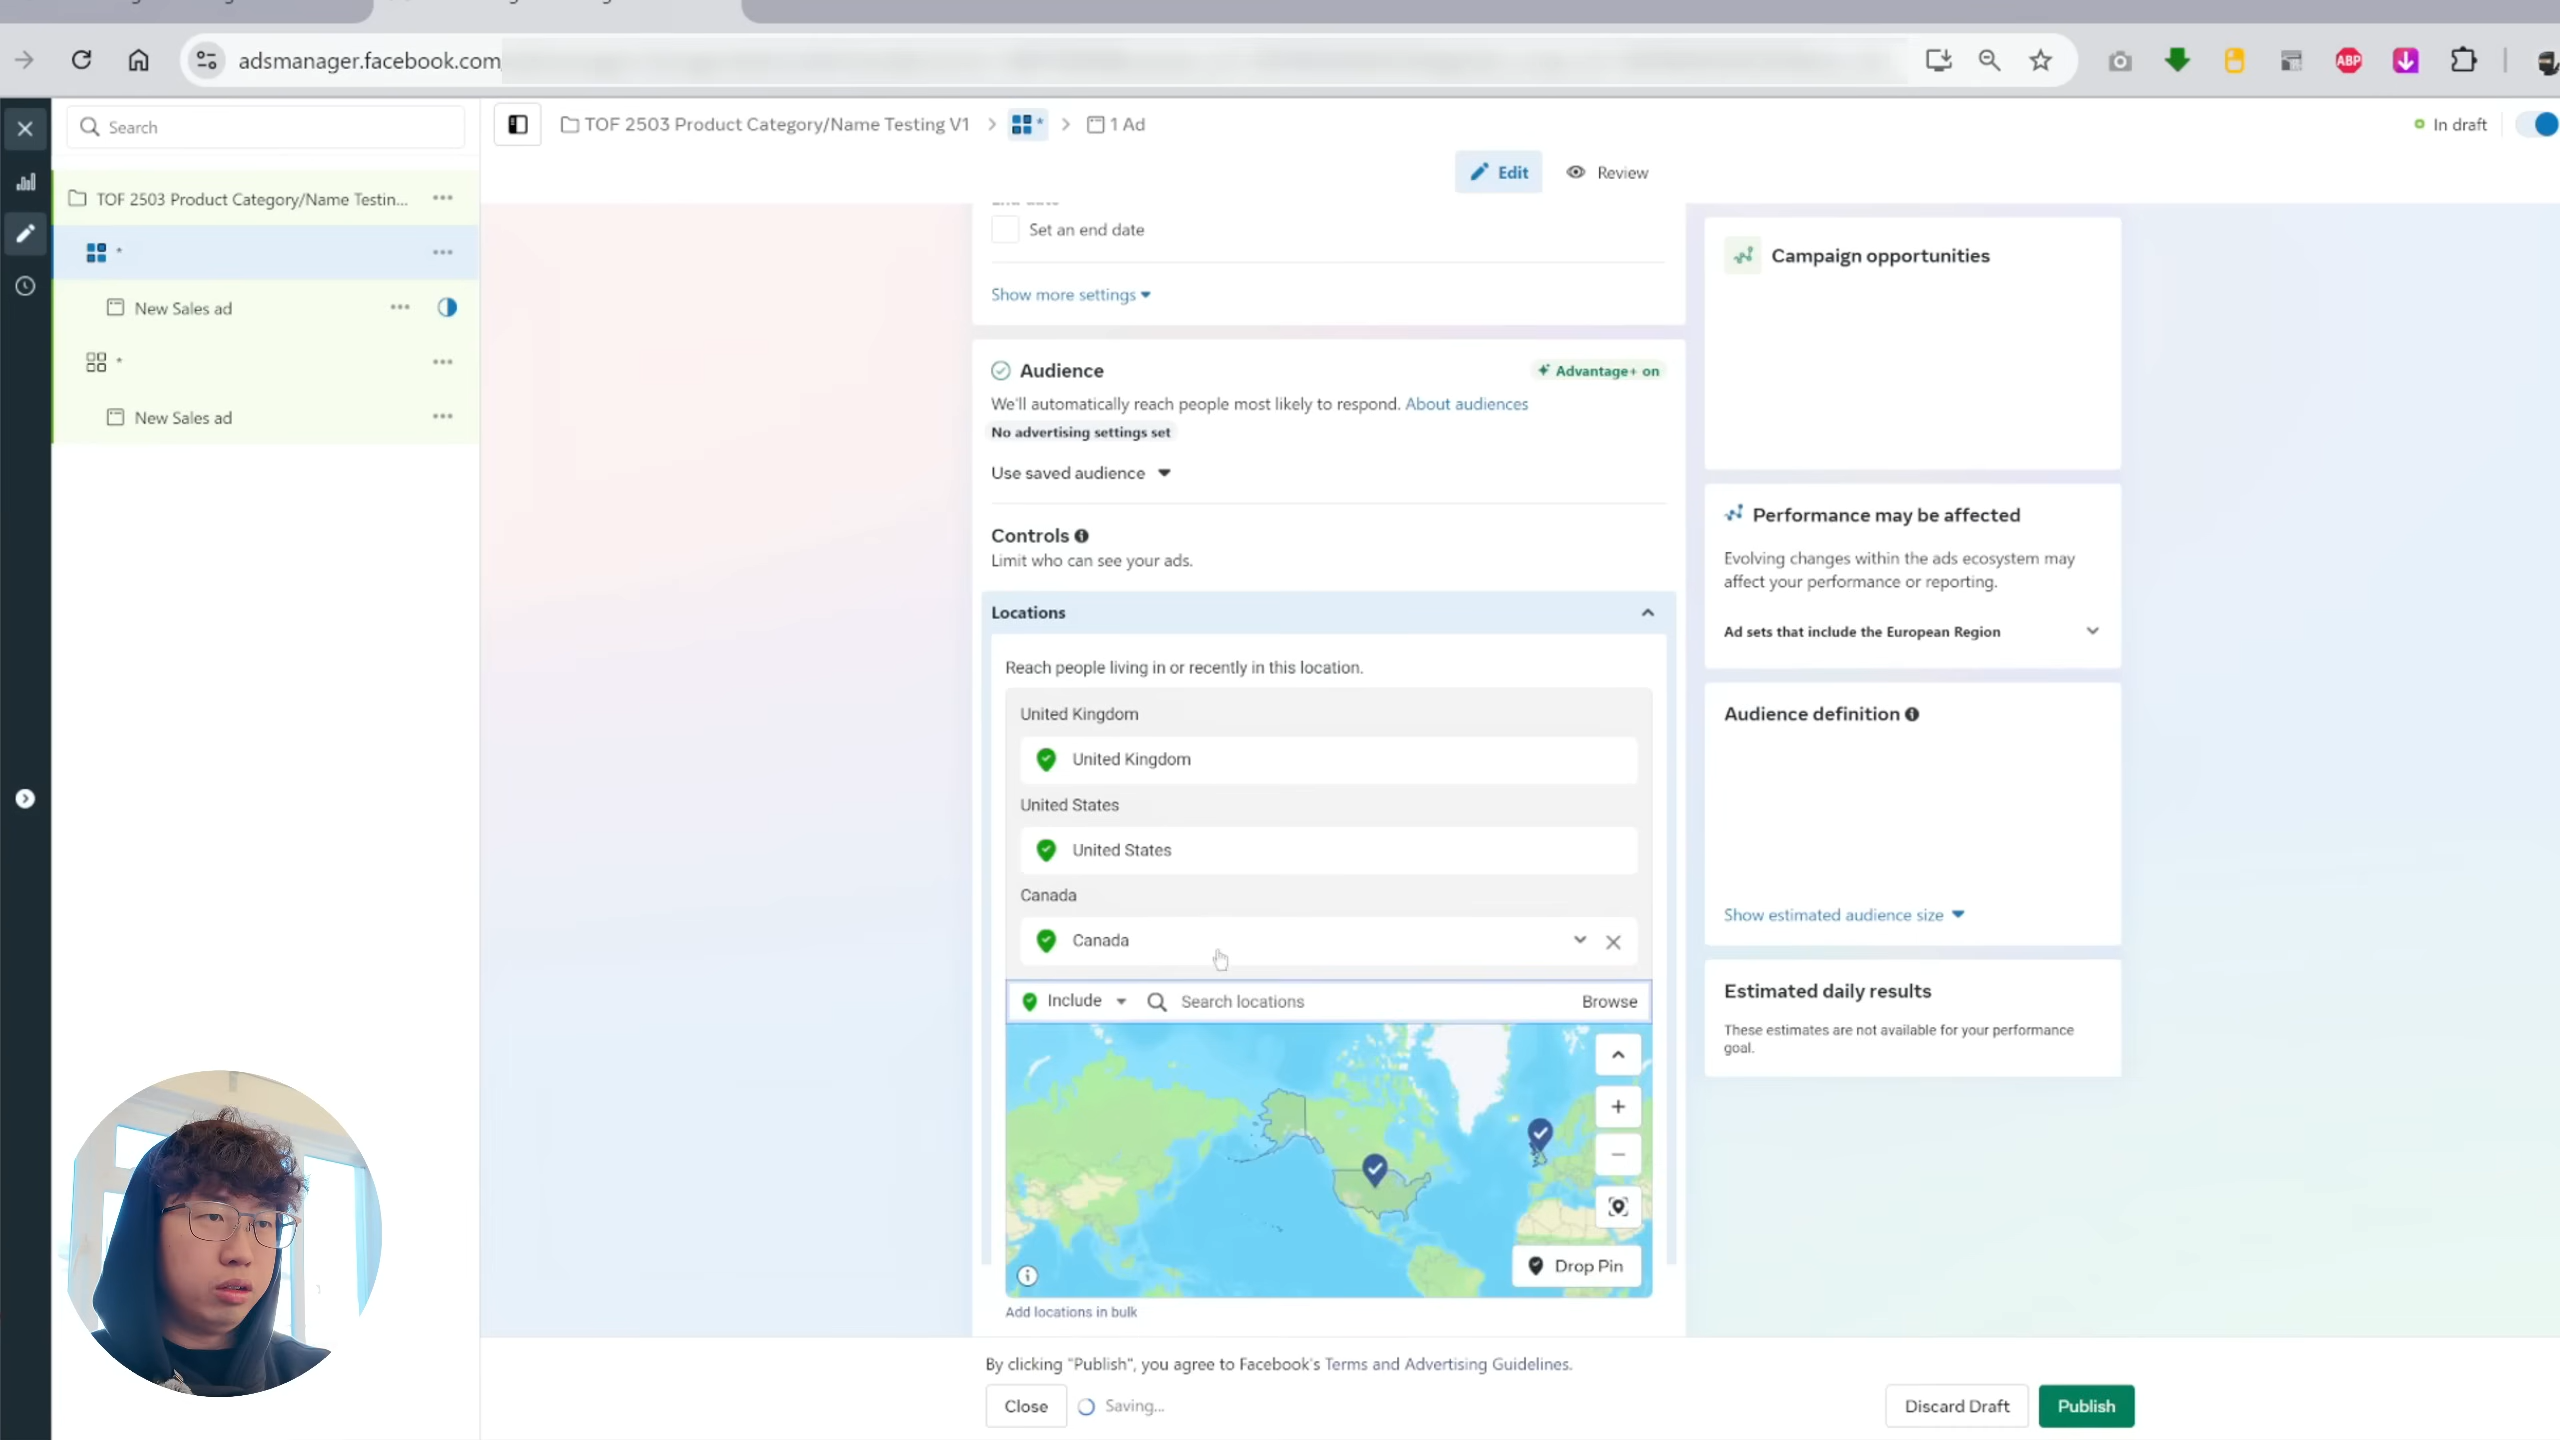 adsmanager.facebook.com
ABP
Search
TOF 2503 Product Category/Name Testing V1
*
1 Ad
In draft
Edit
Review
TOF 2503 Product Category/Name Testin...
*
New Sales ad
*
New Sales ad
End date
Set an end date
Show more settings
Audience
Advantage+ on
We'll automatically reach people most likely to respond. About audiences
No advertising settings set
Use saved audience
Controls
Limit who can see your ads.
Locations
Reach people living in or recently in this location.
United Kingdom
United Kingdom
United States
United States
Canada
Canada
Include
Search locations
Browse
Drop Pin
Add locations in bulk
Campaign opportunities
Performance may be affected
Evolving changes within the ads ecosystem may
affect your performance or reporting.
Ad sets that include the European Region
Audience definition
Show estimated audience size
Estimated daily results
These estimates are not available for your performance
goal.
By clicking "Publish", you agree to Facebook's Terms and Advertising Guidelines.
Close
Saving...
Discard Draft
Publish